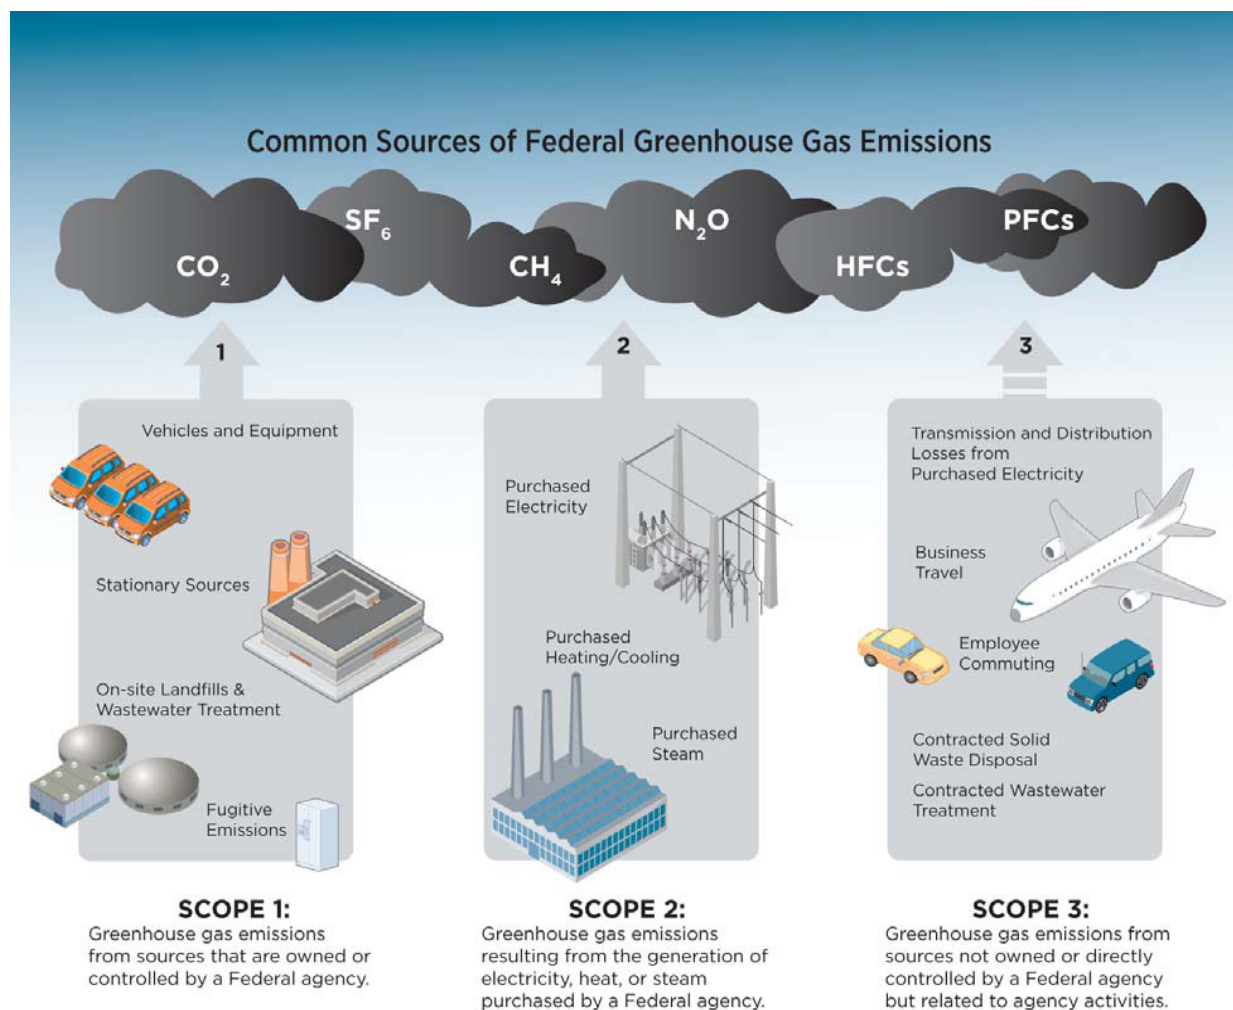 Common Sources of Federal Greenhouse Gas Emissions
CO2
SF6
CH4
N2O
HFCs
PFCs
1
2
3
Vehicles and Equipment
Stationary Sources
On-site Landfills &
Wastewater Treatment
Fugitive
Emissions
Purchased
Electricity
Purchased
Heating/Cooling
Purchased
Steam
Transmission and Distribution
Losses from
Purchased Electricity
Business
Travel
Employee
Commuting
Contracted Solid
Waste Disposal
Contracted Wastewater
Treatment
SCOPE 1:
Greenhouse gas emissions
from sources that are owned or
controlled by a Federal agency.
SCOPE 2:
Greenhouse gas emissions
resulting from the generation of
electricity, heat, or steam
purchased by a Federal agency.
SCOPE 3:
Greenhouse gas emissions from
sources not owned or directly
controlled by a Federal agency
but related to agency activities.